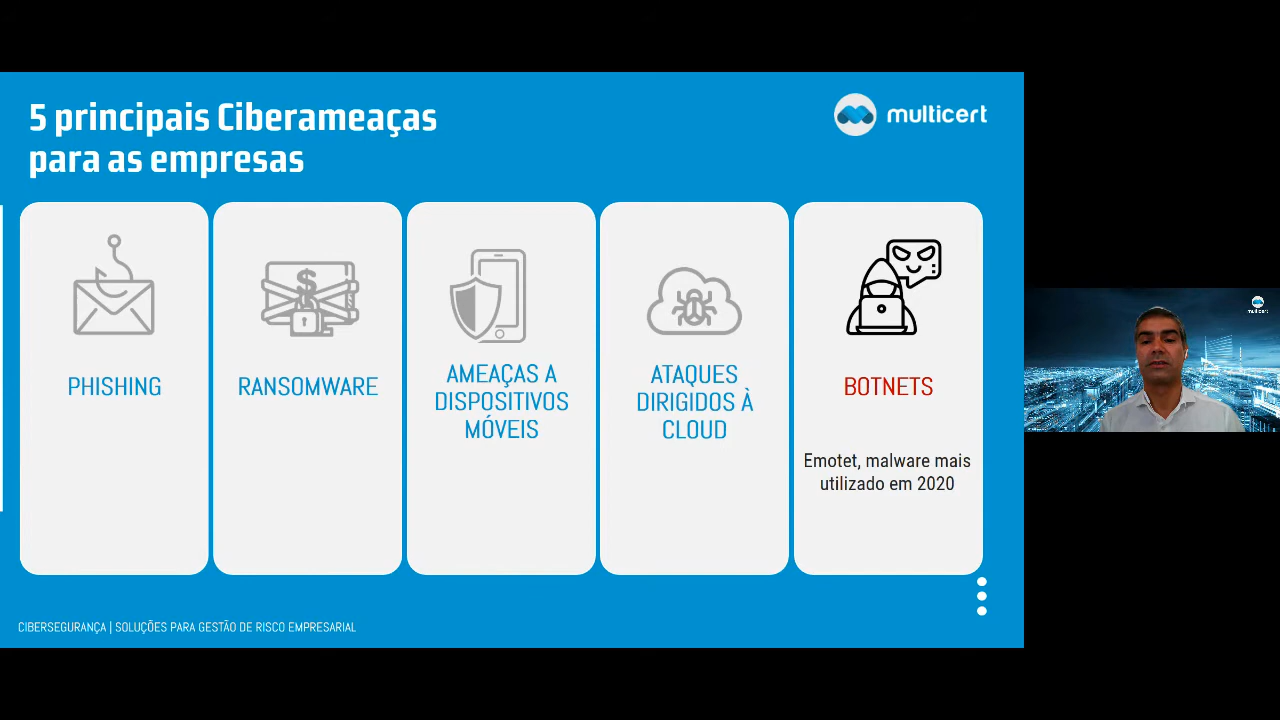 5 principais Ciberameaças
para as empresas
multicert
PHISHING
RANSOMWARE
AMEAÇAS A
DISPOSITIVOS
MÓVEIS
ATAQUES
DIRIGIDOS À
CLOUD
BOTNETS
Emotet, malware mais
utilizado em 2020
CIBERSEGURANÇA | SOLUÇÕES PARA GESTÃO DE RISCO EMPRESARIAL
multicert